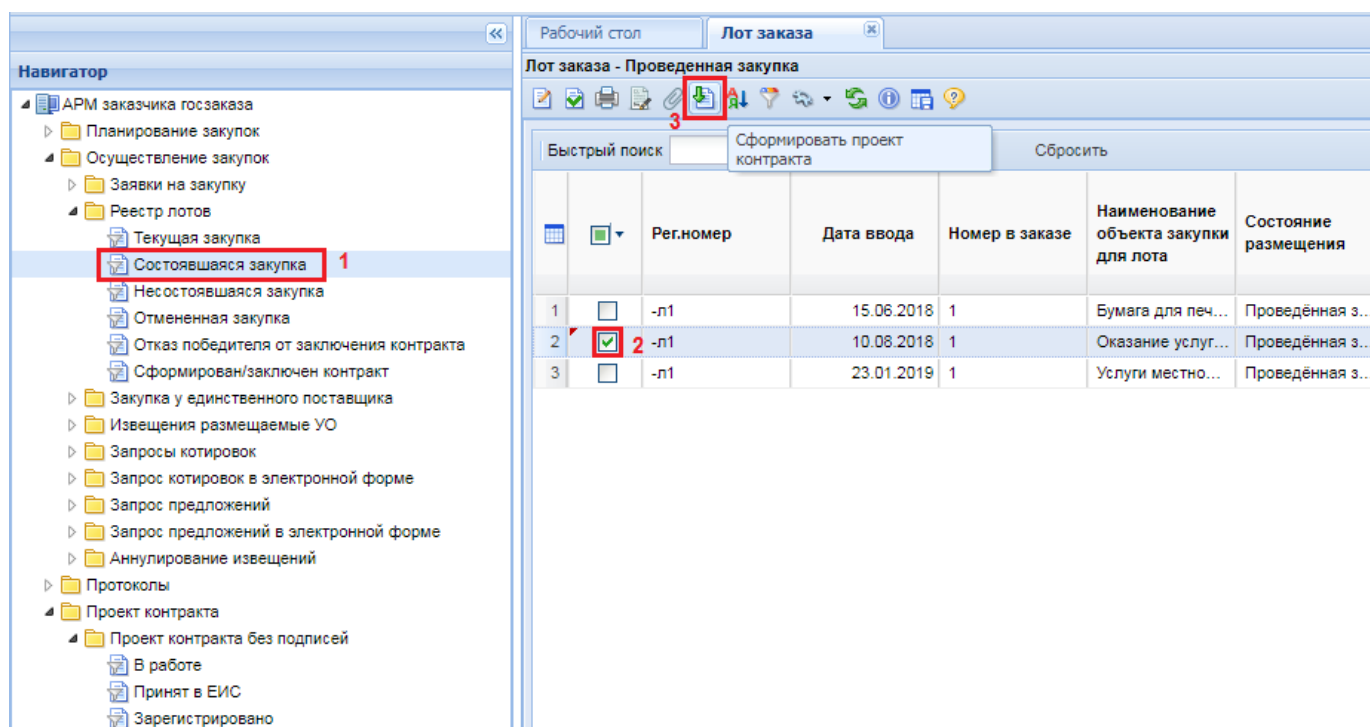 Рабочий стол
Лот заказа
Навигатор
Лот заказа - Проведенная закупка
АРМ заказчика госзаказа
Планирование закупок
Осуществление закупок
Заявки на закупку
Реестр лотов
Текущая закупка
Состоявшаяся закупка 1
Несостоявшаяся закупка
Отмененная закупка
Отказ победителя от заключения контракта
Сформирован/заключен контракт
Закупка у единственного поставщика
Извещения размещаемые УО
Запросы котировок
Запрос котировок в электронной форме
Запрос предложений
Запрос предложений в электронной форме
Аннулирование извещений
Протоколы
Проект контракта
Проект контракта без подписей
В работе
Принят в ЕИС
Зарегистрировано
3
Быстрый поиск
Сформировать проект
контракта
Сбросить
Рег.номер
Дата ввода
Номер в заказе
Наименование
объекта закупки
для лота
Состояние
размещения
1 -л1 15.06.2018 1 Бумага для печ... Проведённая з...
2 2 -л1 10.08.2018 1 Оказание услуг... Проведённая з...
3 -л1 23.01.2019 1 Услуги местно... Проведённая з...